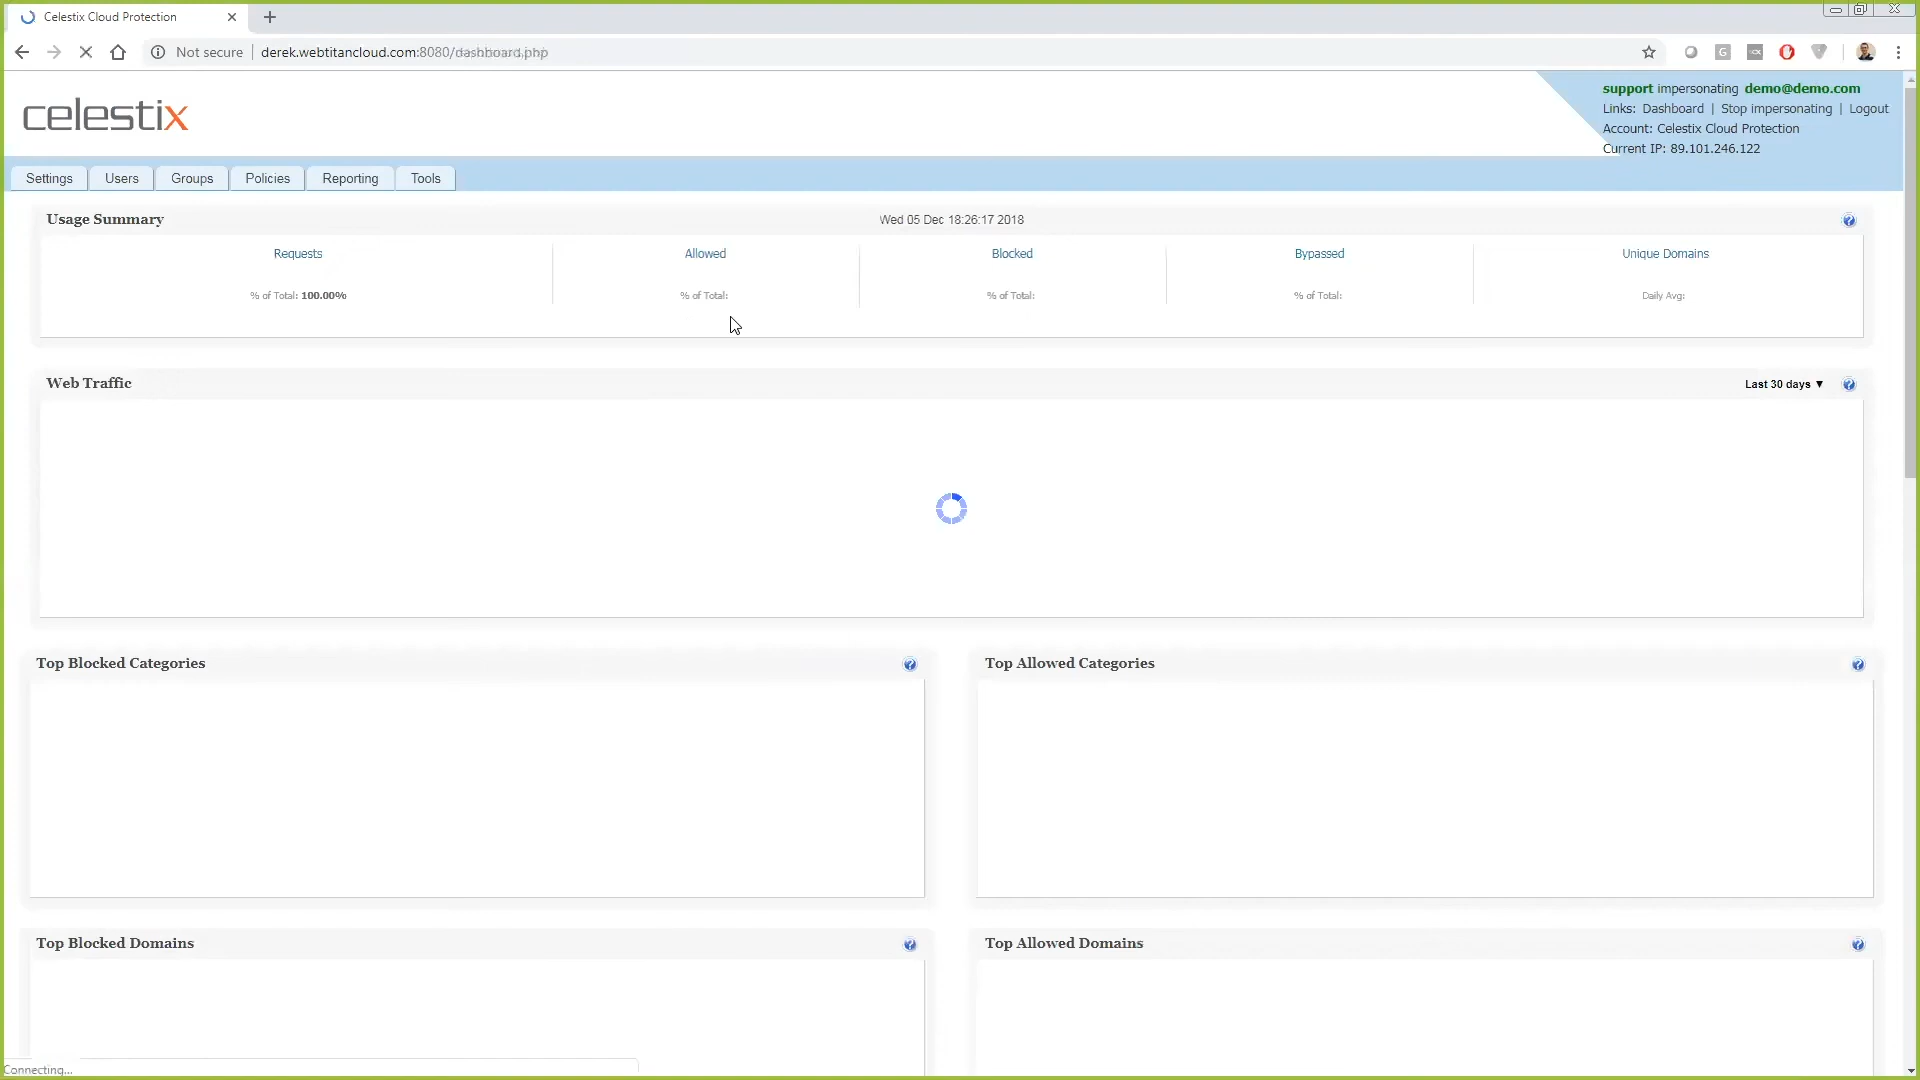 Celestix Cloud Protection
Not secure derek.webtitancloud.com:8080/dashboard.php
celestix
support impersonating demo@demo.com
Links: Dashboard | Stop impersonating | Logout
Account: Celestix Cloud Protection
Current IP: 89.101.246.122
Settings Users Groups Policies Reporting Tools
Usage Summary Wed 05 Dec 18:26:17 2018
Requests Allowed Blocked Bypassed Unique Domains
% of Total: 100.00% % of Total: % of Total: % of Total: Daily Avg:
Web Traffic Last 30 days ▼
Top Blocked Categories Top Allowed Categories
Top Blocked Domains Top Allowed Domains
Connecting...